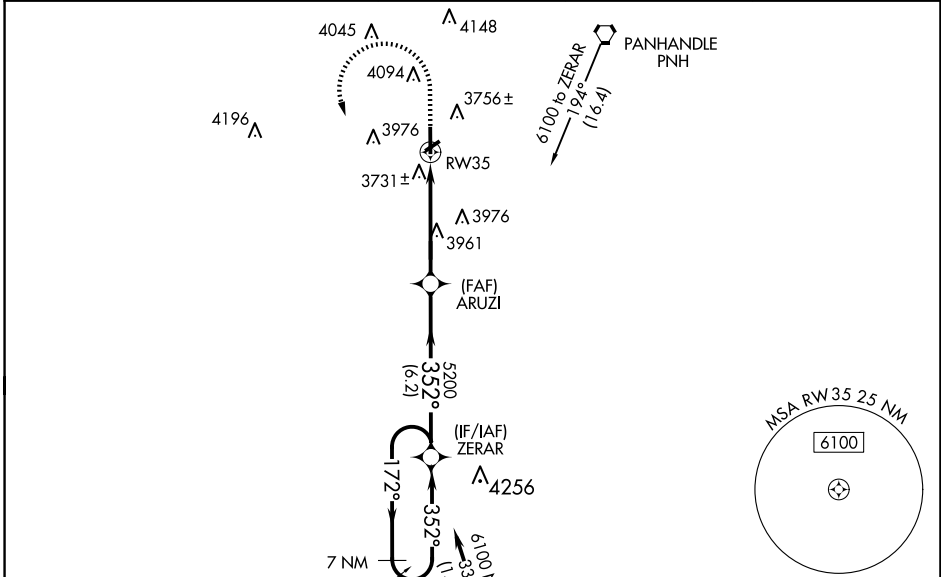 4045
4148
PANHANDLE
PNH
4094
6100 to ZERAR
194°
(16.4)
3756±
4196
3976
RW35
3731±
3976
3961
(FAF)
ARUZI
5200
352°
(6.2)
MSA RW35 25 NM
6100
(IF/IAF)
ZERAR
4256
172°
352°
6100
7 NM